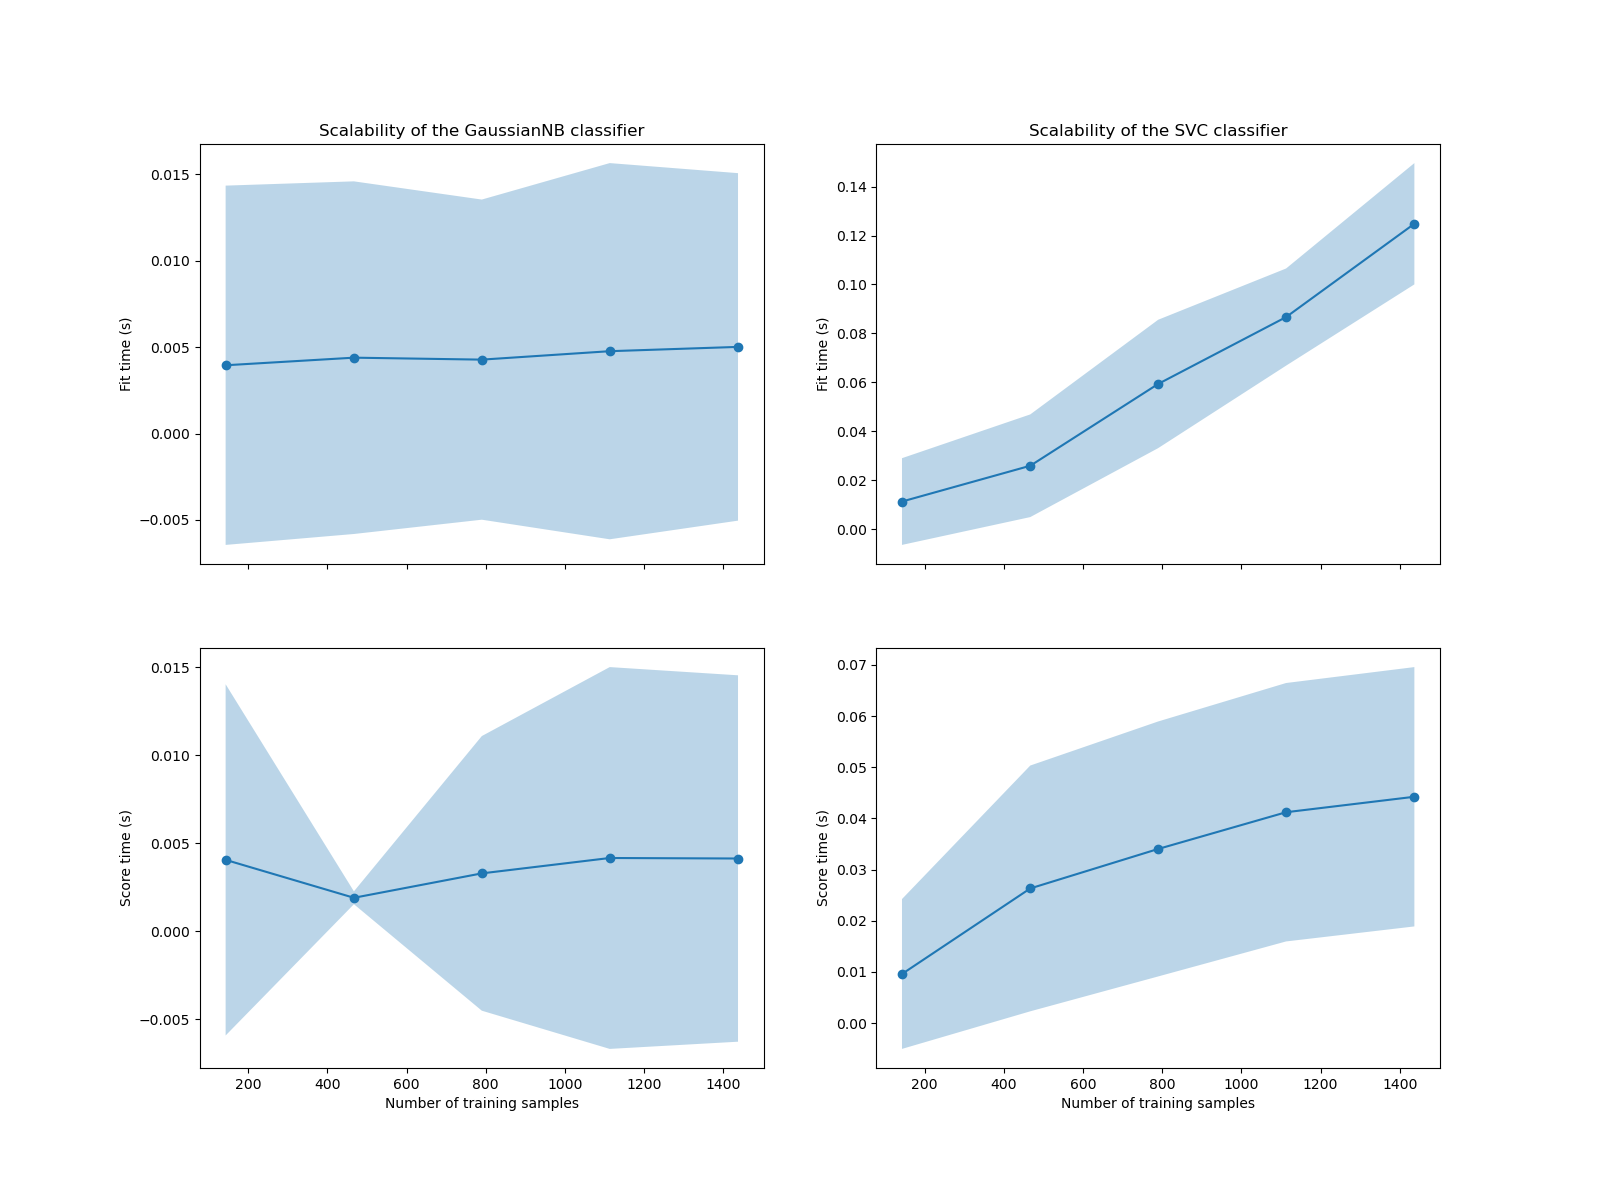 Scalability of the GaussianNB classifier
Scalability of the SVC classifier
0.015
0.010
0.005
0.000
−0.005
Fit time (s)
0.14
0.12
0.10
0.08
0.06
0.04
0.02
0.00
Fit time (s)
0.015
0.010
0.005
0.000
−0.005
Score time (s)
200 400 600 800 1000 1200 1400
Number of training samples
0.07
0.06
0.05
0.04
0.03
0.02
0.01
0.00
Score time (s)
200 400 600 800 1000 1200 1400
Number of training samples